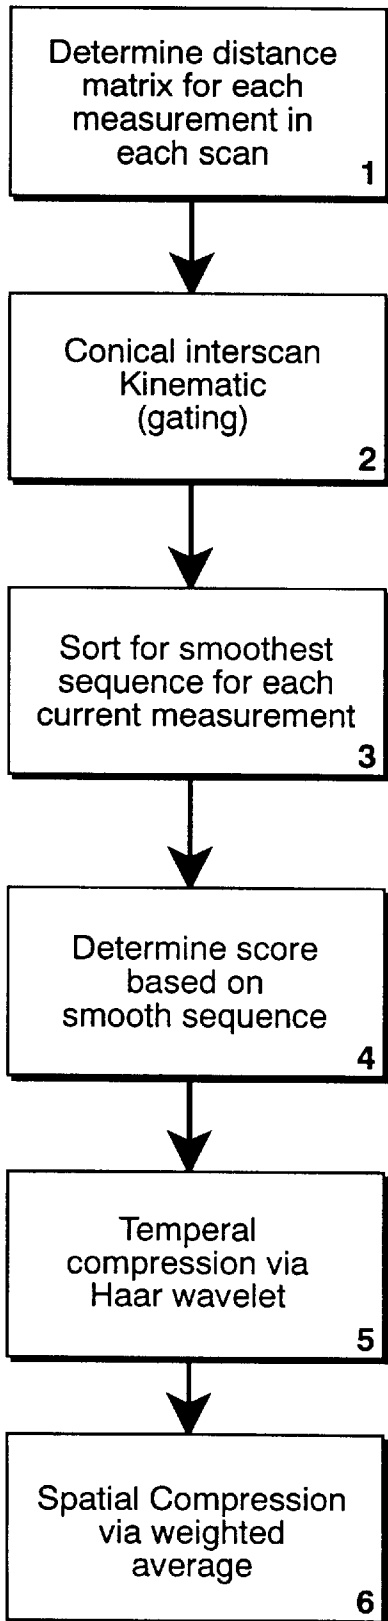 Determine distance
matrix for each
measurement in
each scan
1
Conical interscan
Kinematic
(gating)
2
Sort for smoothest
sequence for each
current measurement
3
Determine score
based on
smooth sequence
4
Temperal
compression via
Haar wavelet
5
Spatial Compression
via weighted
average
6